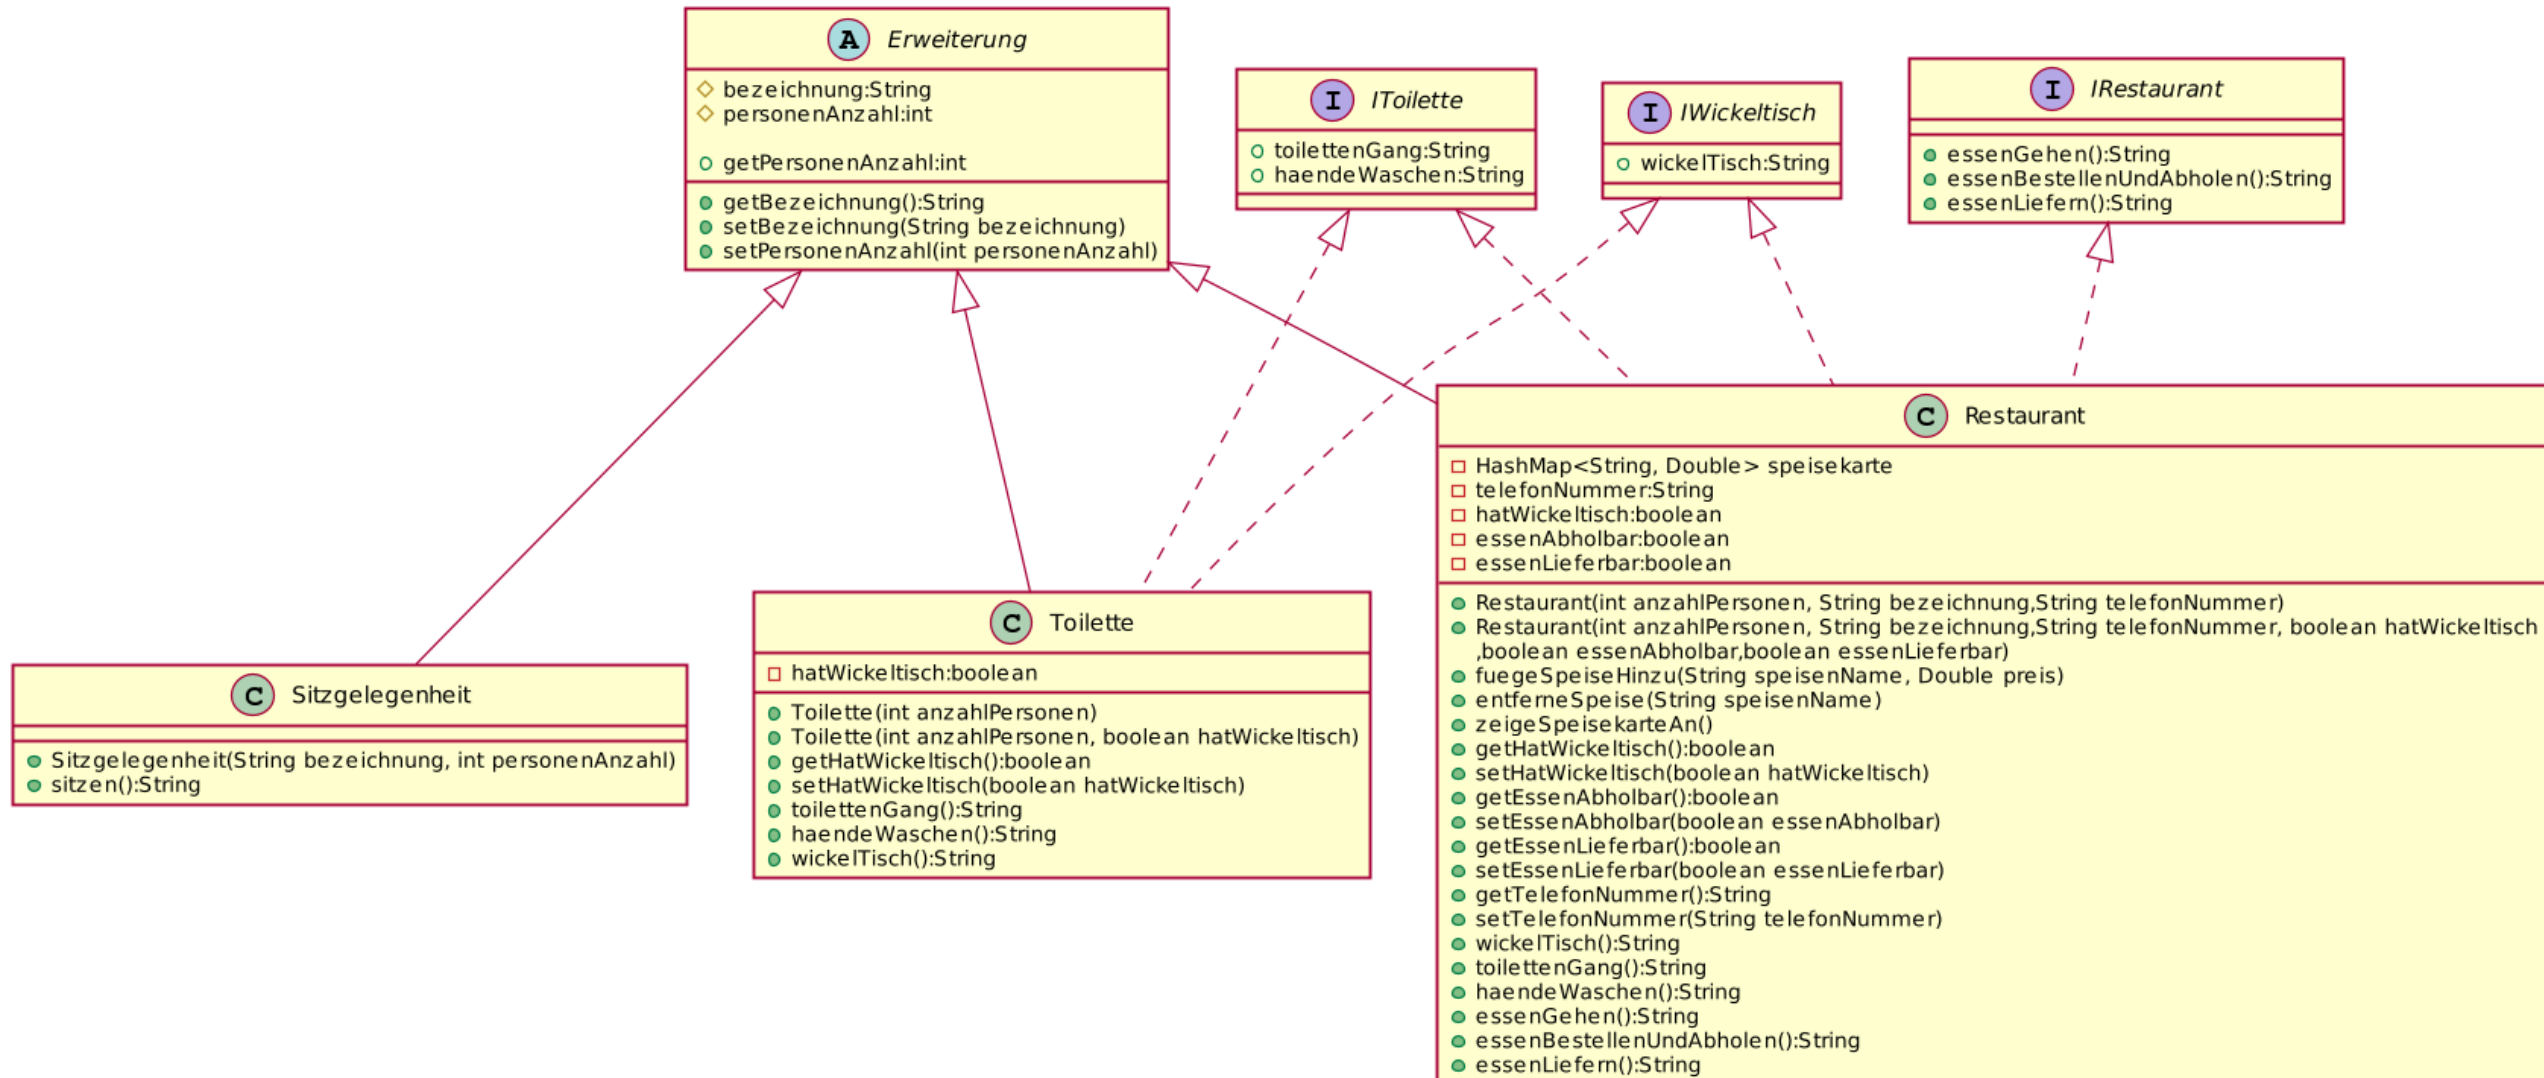 A Erweiterung
bezeichnung:String
personenAnzahl:int
getPersonenAnzahl:int
getBezeichnung():String
setBezeichnung(String bezeichnung)
setPersonenAnzahl(int personenAnzahl)
I IToilette
toilettenGang:String
haendeWaschen:String
I IWickeltisch
wickelTisch:String
I IRestaurant
essenGehen():String
essenBestellenUndAbholen():String
essenLiefern():String
C Sitzgelegenheit
Sitzgelegenheit(String bezeichnung, int personenAnzahl)
sitzen():String
C Toilette
hatWickeltisch:boolean
Toilette(int anzahlPersonen)
Toilette(int anzahlPersonen, boolean hatWickeltisch)
getHatWickeltisch():boolean
setHatWickeltisch(boolean hatWickeltisch)
toilettenGang():String
haendeWaschen():String
wickelTisch():String
C Restaurant
HashMap<String, Double> speisekarte
telefonNummer:String
hatWickeltisch:boolean
essenAbholbar:boolean
essenLieferbar:boolean
Restaurant(int anzahlPersonen, String bezeichnung,String telefonNummer)
Restaurant(int anzahlPersonen, String bezeichnung,String telefonNummer, boolean hatWickeltisch
,boolean essenAbholbar,boolean essenLieferbar)
fuegeSpeiseHinzu(String speisenName, Double preis)
entferneSpeise(String speisenName)
zeigeSpeisekarteAn()
getHatWickeltisch():boolean
setHatWickeltisch(boolean hatWickeltisch)
getEssenAbholbar():boolean
setEssenAbholbar(boolean essenAbholbar)
getEssenLieferbar():boolean
setEssenLieferbar(boolean essenLieferbar)
getTelefonNummer():String
setTelefonNummer(String telefonNummer)
wickelTisch():String
toilettenGang():String
haendeWaschen():String
essenGehen():String
essenBestellenUndAbholen():String
essenLiefern():String